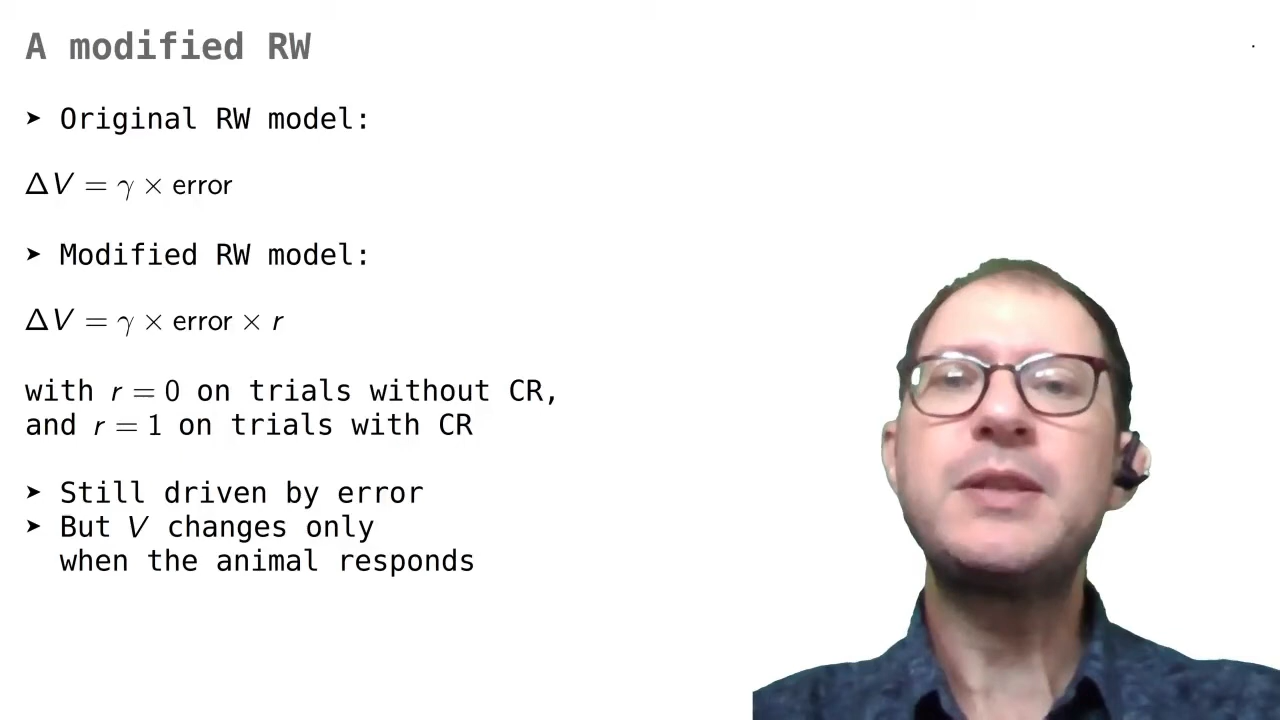 A modified RW
➤ Original RW model:
ΔV = γ × error
➤ Modified RW model:
ΔV = γ × error × r
with r = 0 on trials without CR,
and r = 1 on trials with CR
➤ Still driven by error
➤ But V changes only
when the animal responds